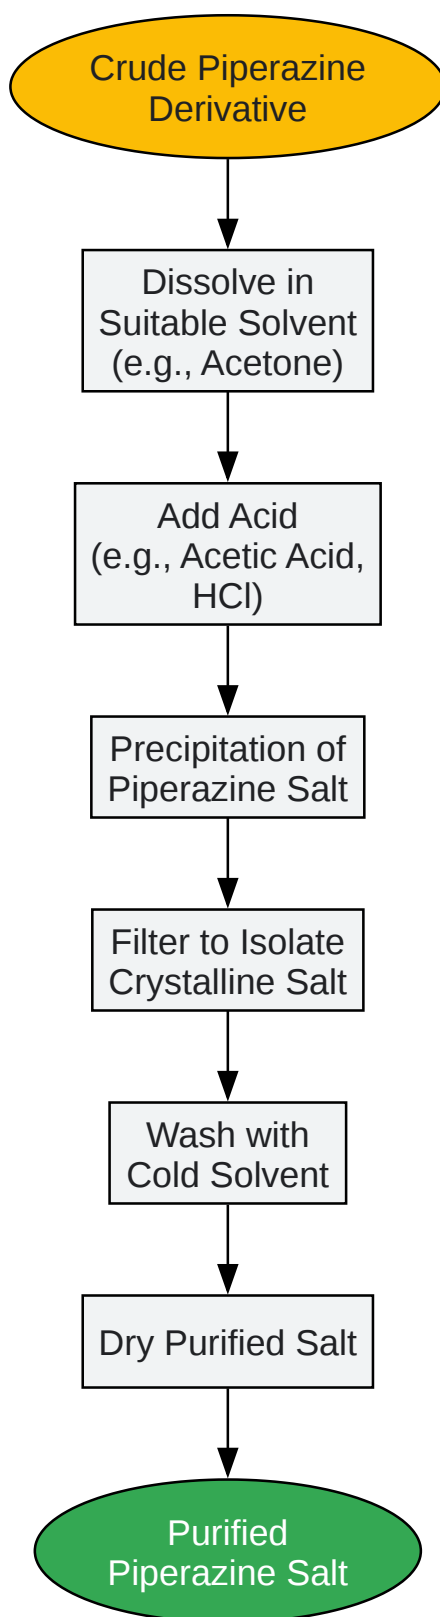 Crude Piperazine
Derivative
Dissolve in
Suitable Solvent
(e.g., Acetone)
Add Acid
(e.g., Acetic Acid,
HCl)
Precipitation of
Piperazine Salt
Filter to Isolate
Crystalline Salt
Wash with
Cold Solvent
Dry Purified Salt
Purified
Piperazine Salt